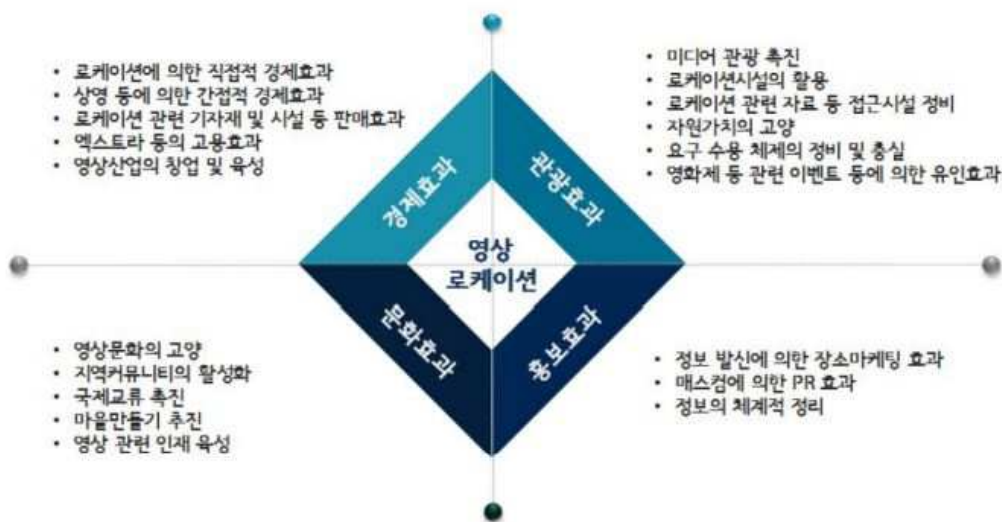 • 로케이션에 의한 직접적 경제효과
• 상영 등에 의한 간접적 경제효과
• 로케이션 관련 기자재 및 시설 등 판매효과
• 엑스트라 등의 고용효과
• 영상산업의 창업 및 육성
• 미디어 관광 촉진
• 로케이션시설의 활용
• 로케이션 관련 자료 등 접근시설 정비
• 자원가치의 고양
• 요구 수용 체제의 정비 및 충실
• 영화제 등 관련 이벤트 등에 의한 유인효과
경제효과
관광효과
영상
로케이션
문화효과
홍보효과
• 영상문화의 고양
• 지역커뮤니티의 활성화
• 국제교류 촉진
• 마을만들기 추진
• 영상 관련 인재 육성
• 정보 발신에 의한 장소마케팅 효과
• 매스컴에 의한 PR 효과
• 정보의 체계적 정리